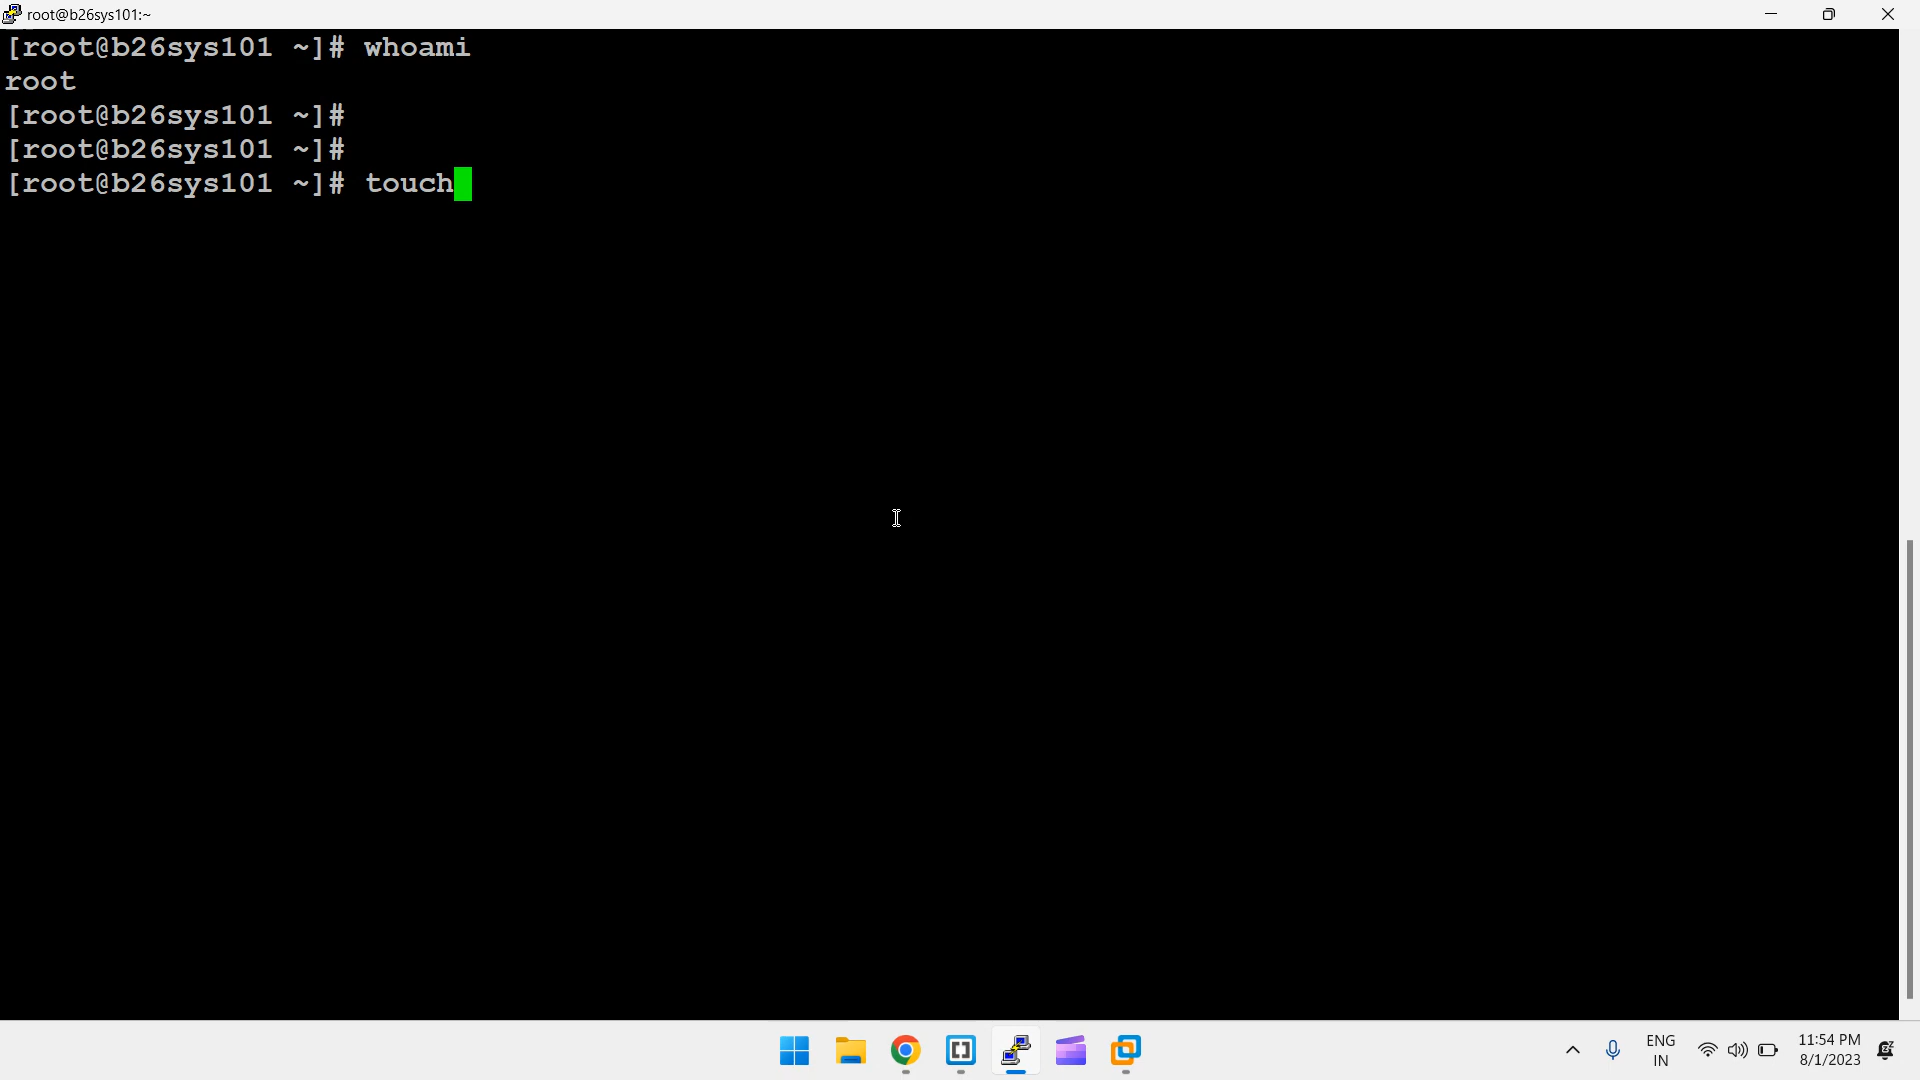 root@b26sys101:~
[root@b26sys101 ~]# whoami
root
[root@b26sys101 ~]#
[root@b26sys101 ~]#
[root@b26sys101 ~]# touch
ENG
IN
11:54 PM
8/1/2023